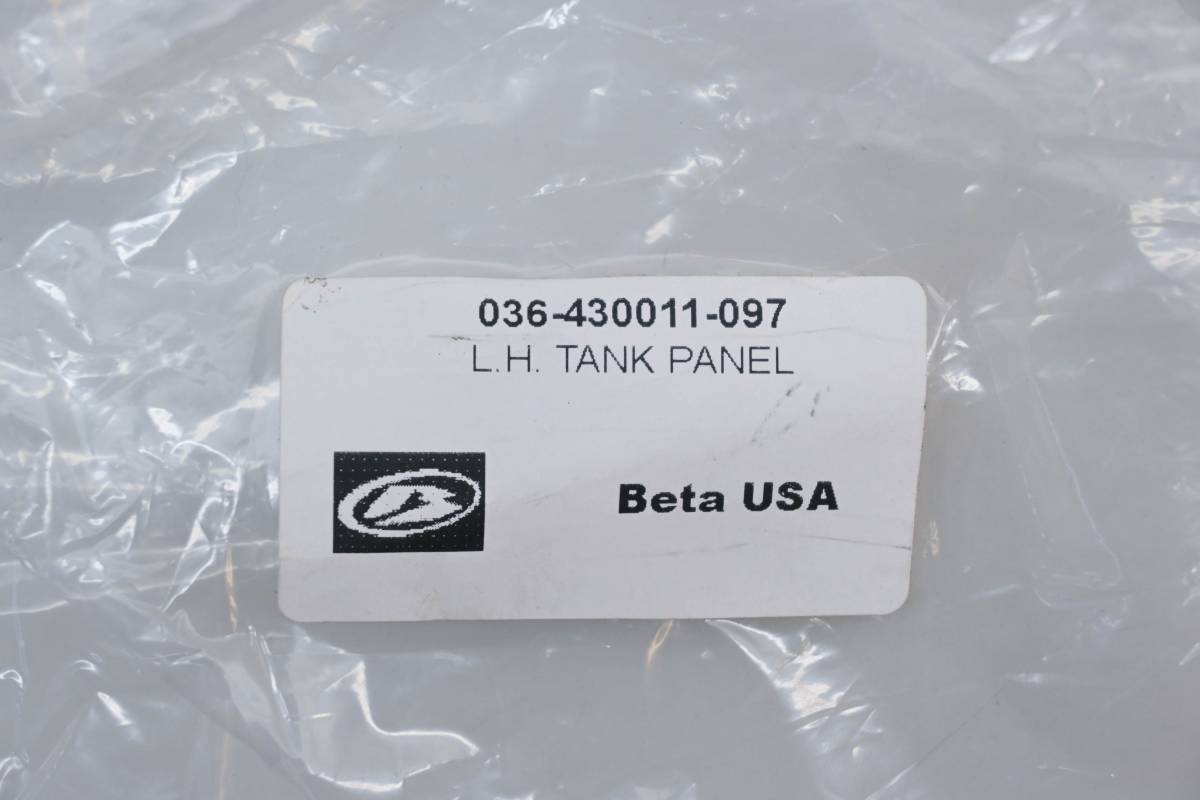 036-430011-097
L.H. TANK PANEL
Beta USA